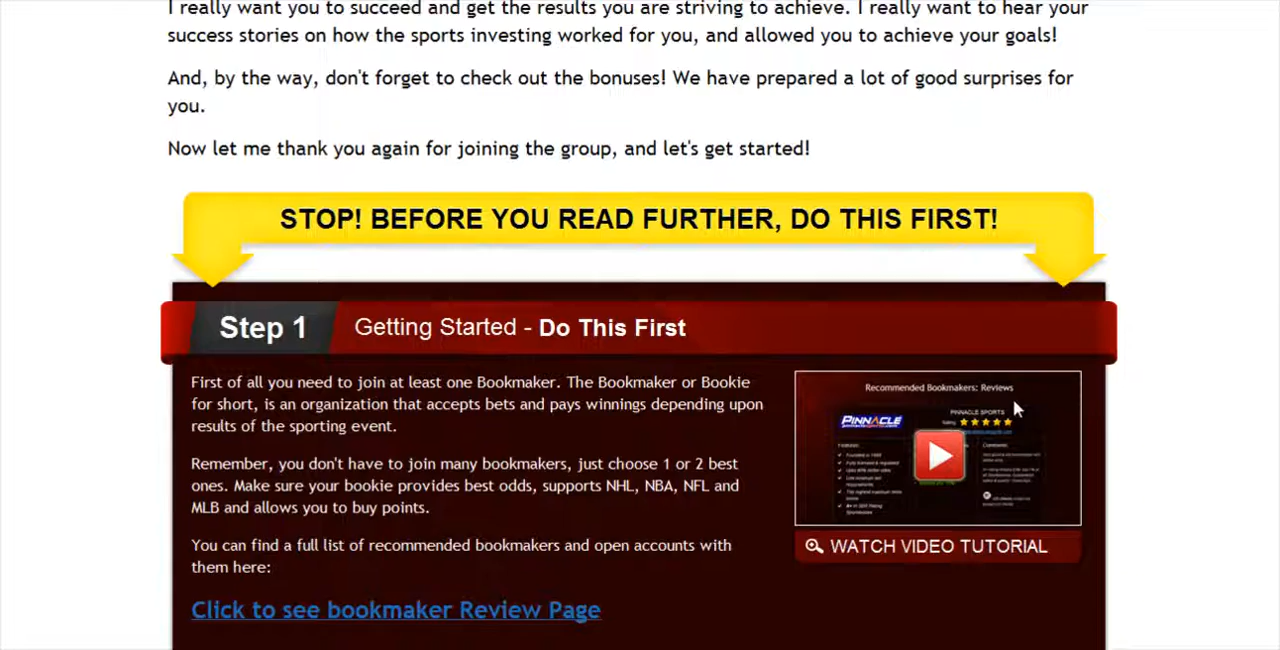 I really want you to succeed and get the results you are striving to achieve. I really want to hear your
success stories on how the sports investing worked for you, and allowed you to achieve your goals!
And, by the way, don't forget to check out the bonuses! We have prepared a lot of good surprises for
you.
Now let me thank you again for joining the group, and let's get started!
STOP! BEFORE YOU READ FURTHER, DO THIS FIRST!
Step 1
Getting Started - Do This First
First of all you need to join at least one Bookmaker. The Bookmaker or Bookie
for short, is an organization that accepts bets and pays winnings depending upon
results of the sporting event.
Remember, you don't have to join many bookmakers, just choose 1 or 2 best
ones. Make sure your bookie provides best odds, supports NHL, NBA, NFL and
MLB and allows you to buy points.
You can find a full list of recommended bookmakers and open accounts with
them here:
Click to see bookmaker Review Page
Recommended Bookmakers: Reviews
PINNACLE
PINNACLE SPORTS
WATCH VIDEO TUTORIAL